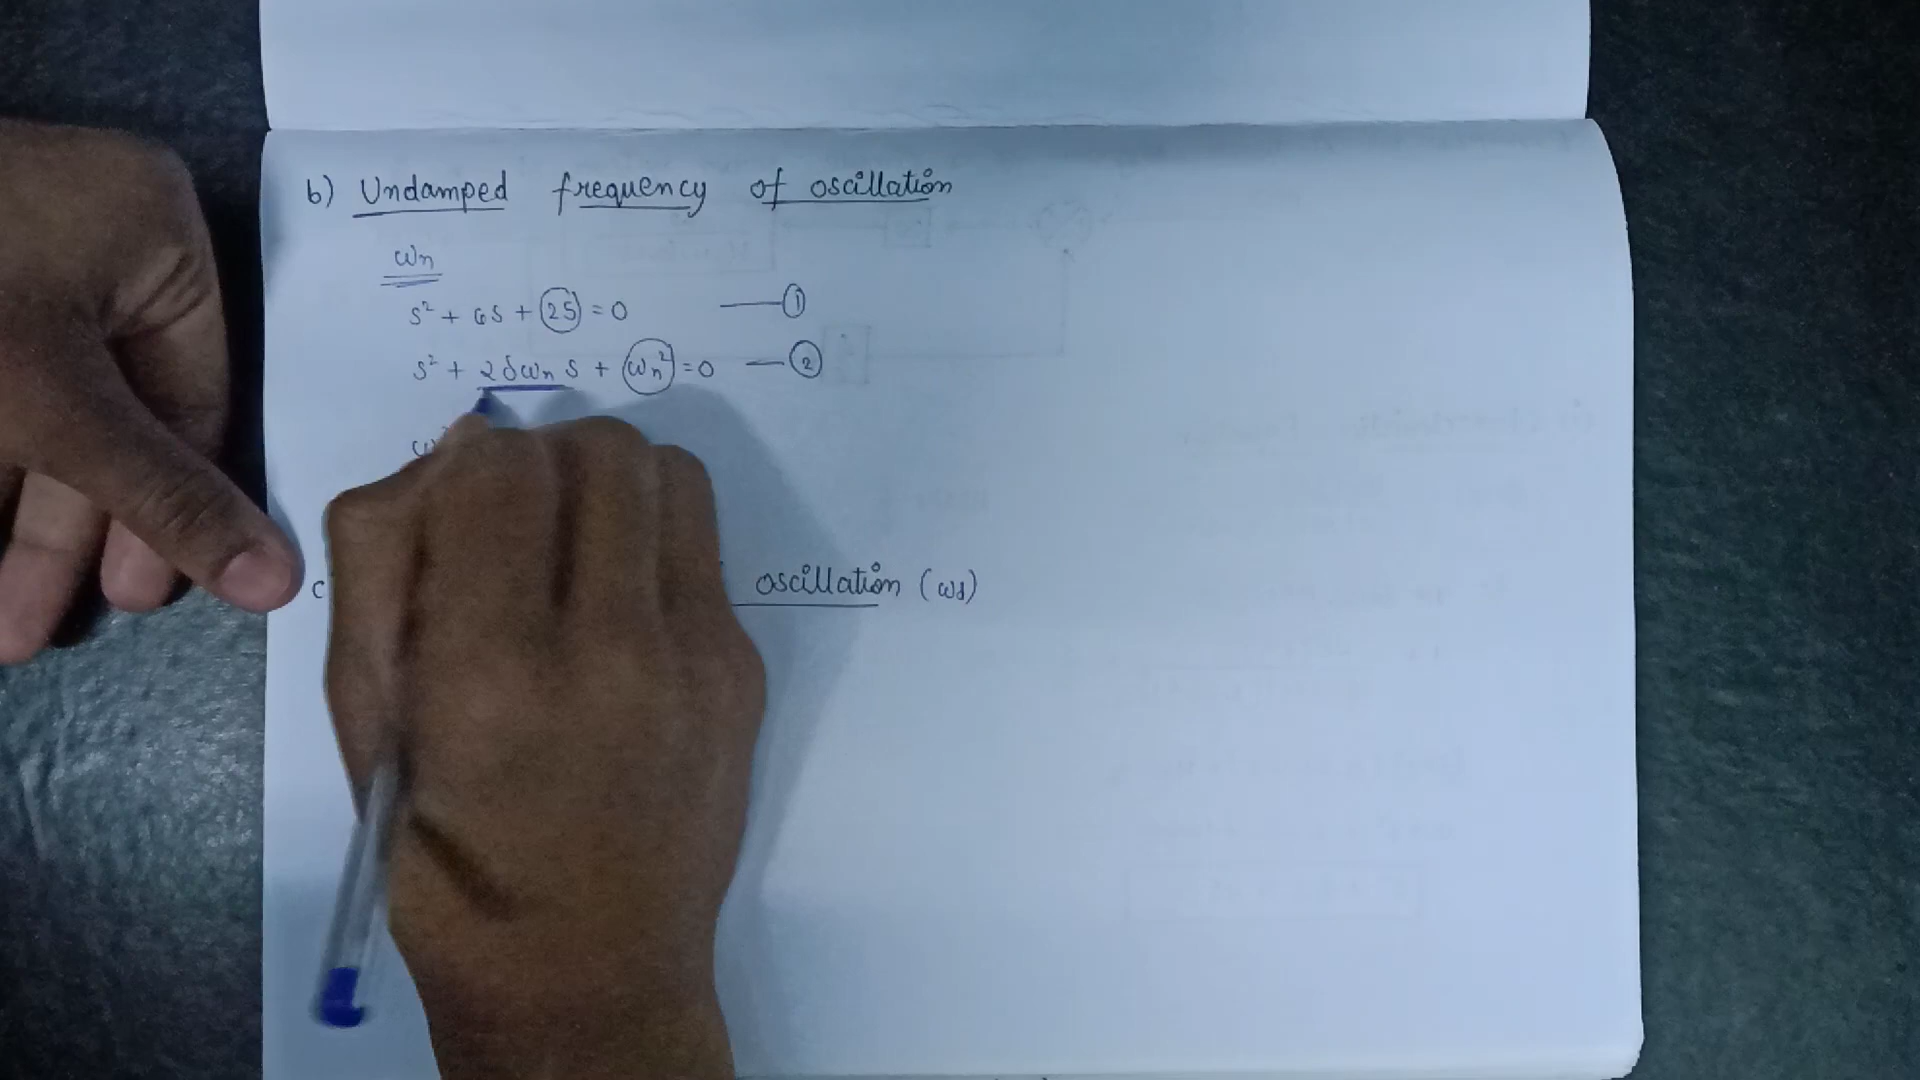 b) Undamped frequency of oscillation
ωn
s² + 6s + 25 = 0 —— ①
s² + 2δωn s + ωn² = 0 — ②
ω
c oscillation (ωd)